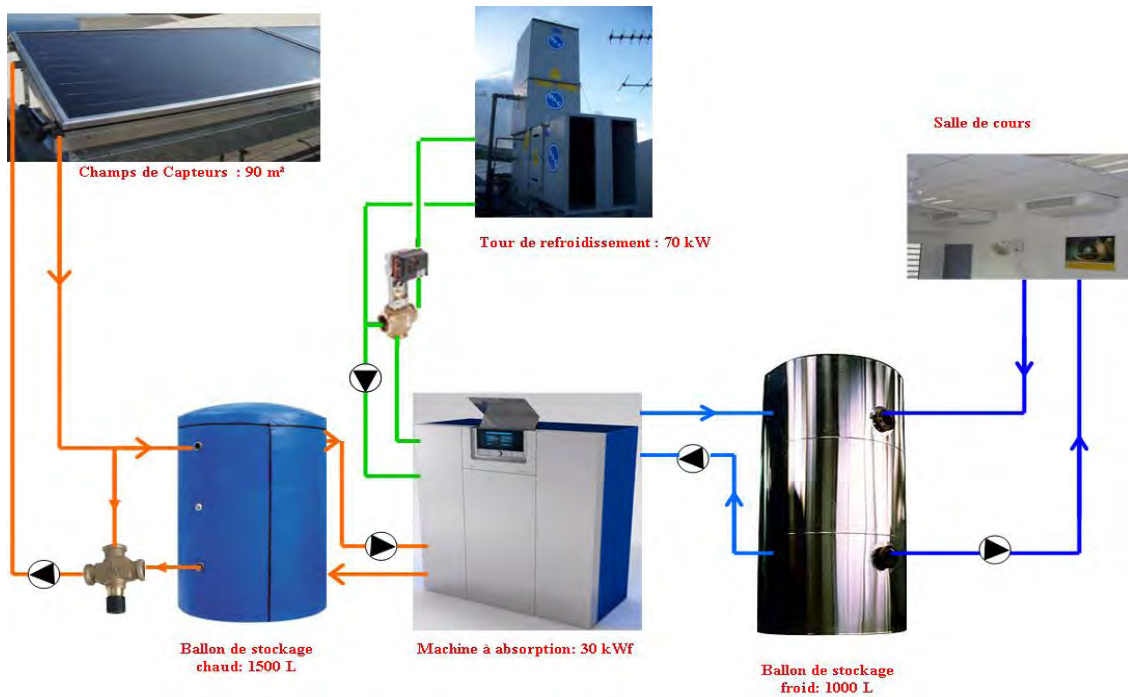 Champs de Capteurs : 90 m²
Tour de refroidissement : 70 kW
Salle de cours
Ballon de stockage
chaud: 1500 L
Machine à absorption: 30 kWf
Ballon de stockage
froid: 1000 L